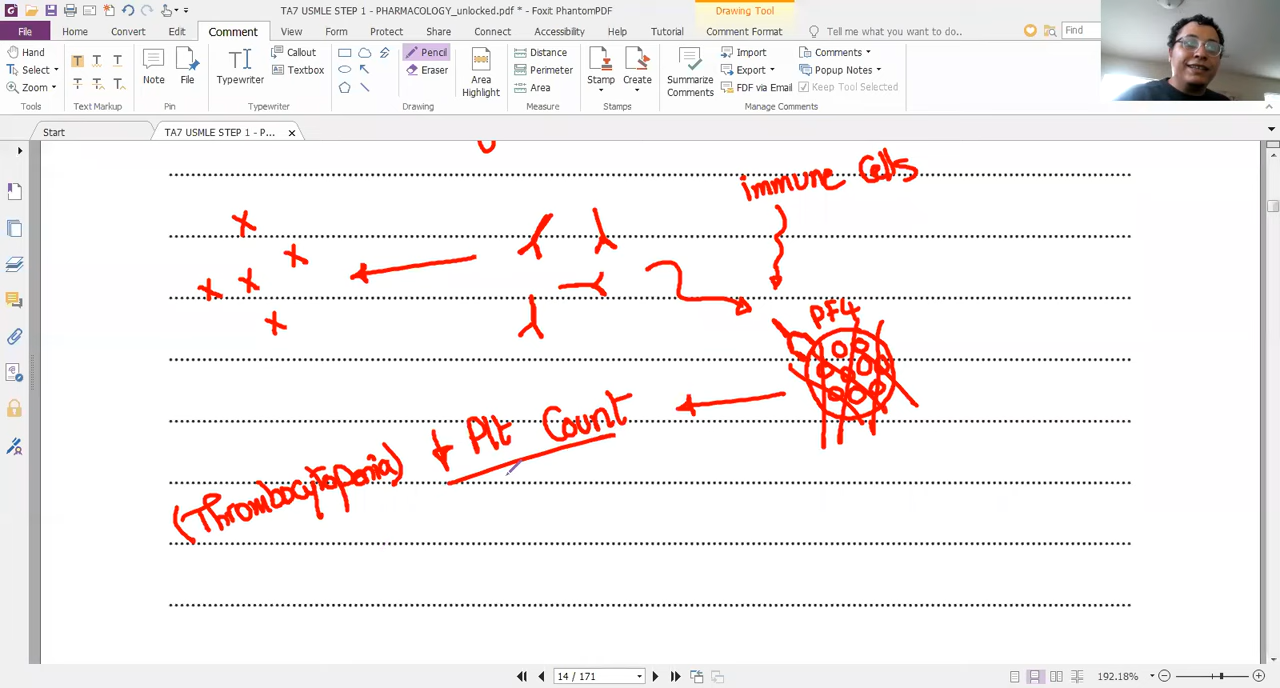 TA7 USMLE STEP 1 - PHARMACOLOGY_unlocked.pdf * - Foxit PhantomPDF
Drawing Tool
File Home Convert Edit Comment View Form Protect Share Connect Accessibility Help Tutorial Comment Format Tell me what you want to do.. Find
Hand
Select
Zoom
Tools
T T T
T T T
Text Markup
Note
File
Pin
Typewriter
Callout
Textbox
Typewriter
Pencil
Eraser
Drawing
Area
Highlight
Distance
Perimeter
Area
Measure
Stamp
Create
Stamps
Summarize
Comments
Import
Export
FDF via Email
Comments
Popup Notes
Keep Tool Selected
Manage Comments
Start
TA7 USMLE STEP 1 - P...
immune Cells
PF4
↓ Plt Count
(Thrombocytopenia)
14 / 171
192.18%